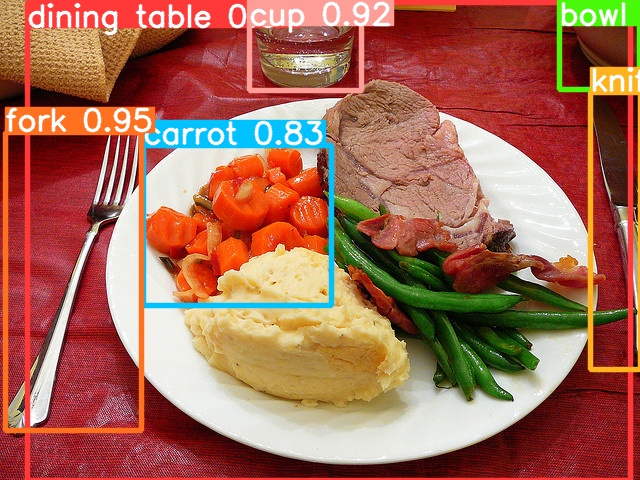 dining table 0
cup 0.92
bowl
knif
fork 0.95
carrot 0.83